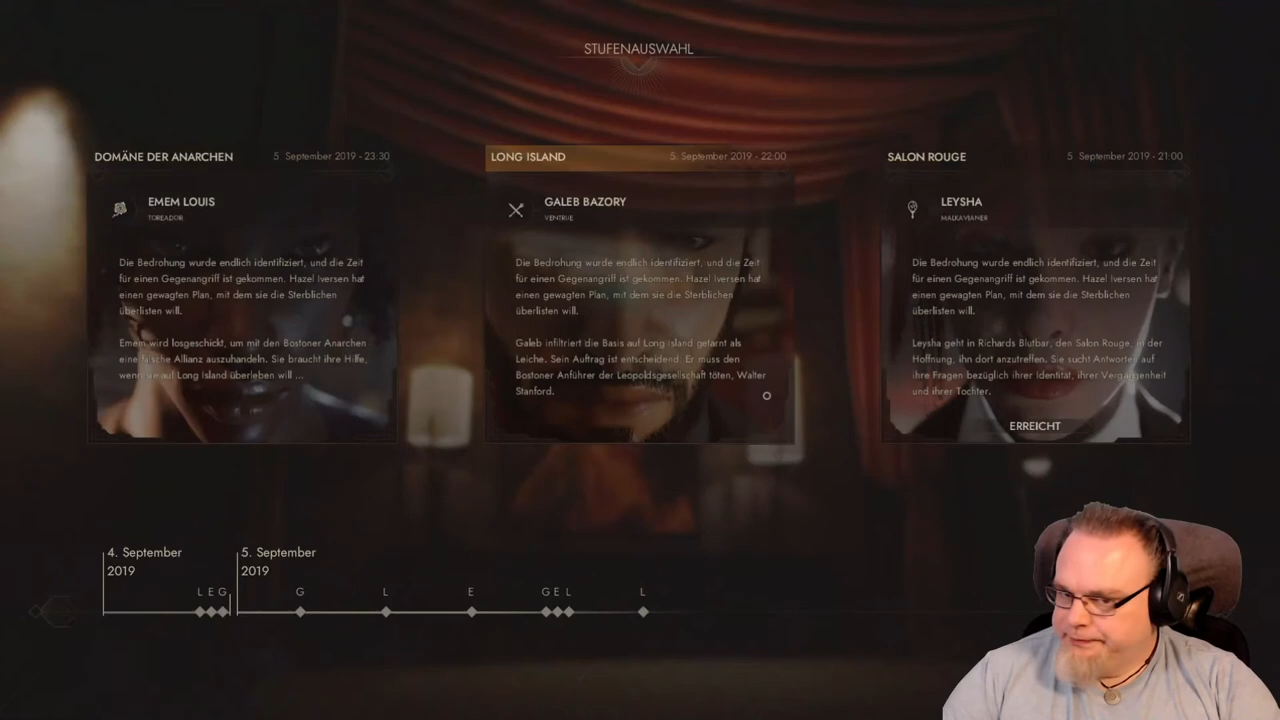 STUFENAUSWAHL
DOMÄNE DER ANARCHEN
5. September 2019 - 23:30
EMEM LOUIS
TOREADOR
Die Bedrohung wurde endlich identifiziert, und die Zeit
für einen Gegenangriff ist gekommen. Hazel Iversen hat
einen gewagten Plan, mit dem sie die Sterblichen
überlisten will.
Emem wird losgeschickt, um mit den Bostoner Anarchen
eine falsche Allianz auszuhandeln. Sie braucht ihre Hilfe,
wenn sie auf Long Island überleben will ...
LONG ISLAND
5. September 2019 - 22:00
GALEB BAZORY
VENTRUE
Die Bedrohung wurde endlich identifiziert, und die Zeit
für einen Gegenangriff ist gekommen. Hazel Iversen hat
einen gewagten Plan, mit dem sie die Sterblichen
überlisten will.
Galeb infiltriert die Basis auf Long Island getarnt als
Leiche. Sein Auftrag ist entscheidend. Er muss den
Bostoner Anführer der Leopoldsgesellschaft töten, Walter
Stanford.
SALON ROUGE
5. September 2019 - 21:00
LEYSHA
MALKAVIANER
Die Bedrohung wurde endlich identifiziert, und die Zeit
für einen Gegenangriff ist gekommen. Hazel Iversen hat
einen gewagten Plan, mit dem sie die Sterblichen
überlisten will.
Leysha geht in Richards Blutbar, den Salon Rouge, in der
Hoffnung, ihn dort anzutreffen. Sie sucht Antworten auf
ihre Fragen bezüglich ihrer Identität, ihrer Vergangenheit
und ihrer Tochter.
ERREICHT
4. September
2019
5. September
2019
L E G
G
L
E
G E L
L